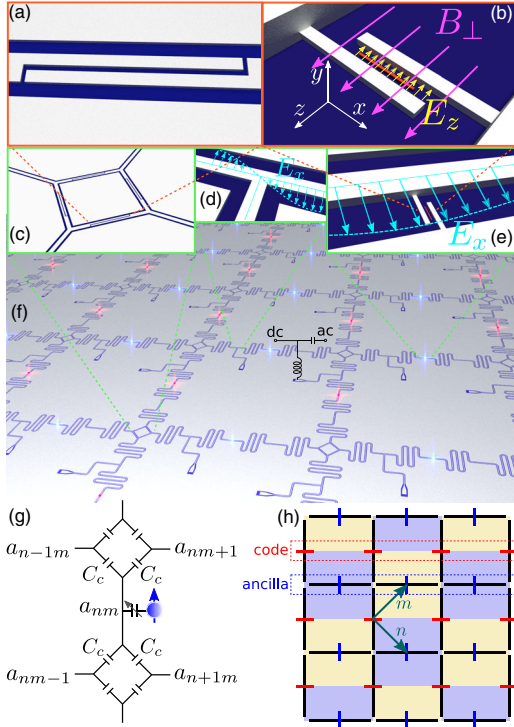 (a)
(b)
B⊥
y
E_z
z
x
(c)
(d)
E_x
(e)
E_x
(f)
dc
ac
(g)
(h)
a_{n-1m}
a_{nm+1}
C_c
C_c
code
ancilla
a_{nm}
m
n
C_c
C_c
a_{nm-1}
a_{n+1m}